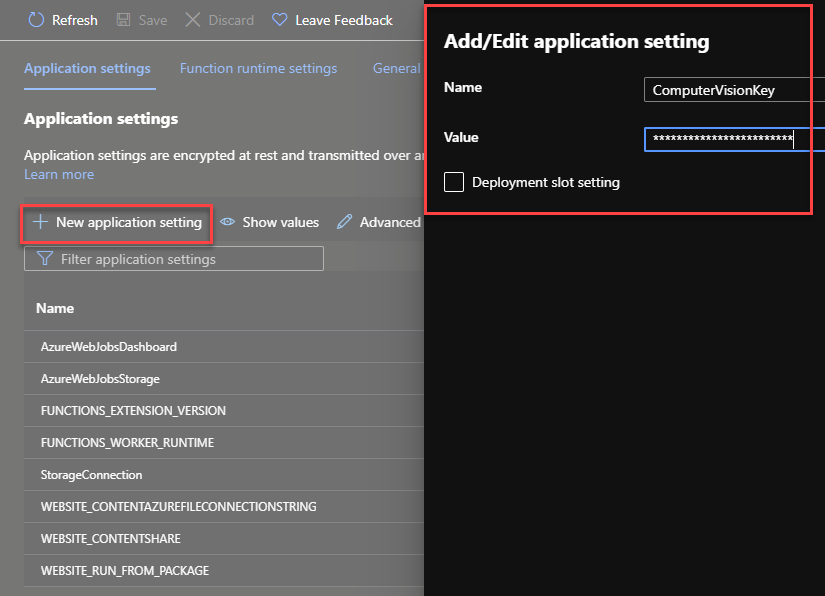 Refresh Save Discard Leave Feedback
Application settings Function runtime settings General
Application settings
Application settings are encrypted at rest and transmitted over
Learn more
New application setting Show values Advanced
Filter application settings
Name
AzureWebJobsDashboard
AzureWebJobsStorage
FUNCTIONS_EXTENSION_VERSION
FUNCTIONS_WORKER_RUNTIME
StorageConnection
WEBSITE_CONTENTAZUREFILECONNECTIONSTRING
WEBSITE_CONTENTSHARE
WEBSITE_RUN_FROM_PACKAGE
Add/Edit application setting
Name ComputerVisionKey
Value ************************
Deployment slot setting